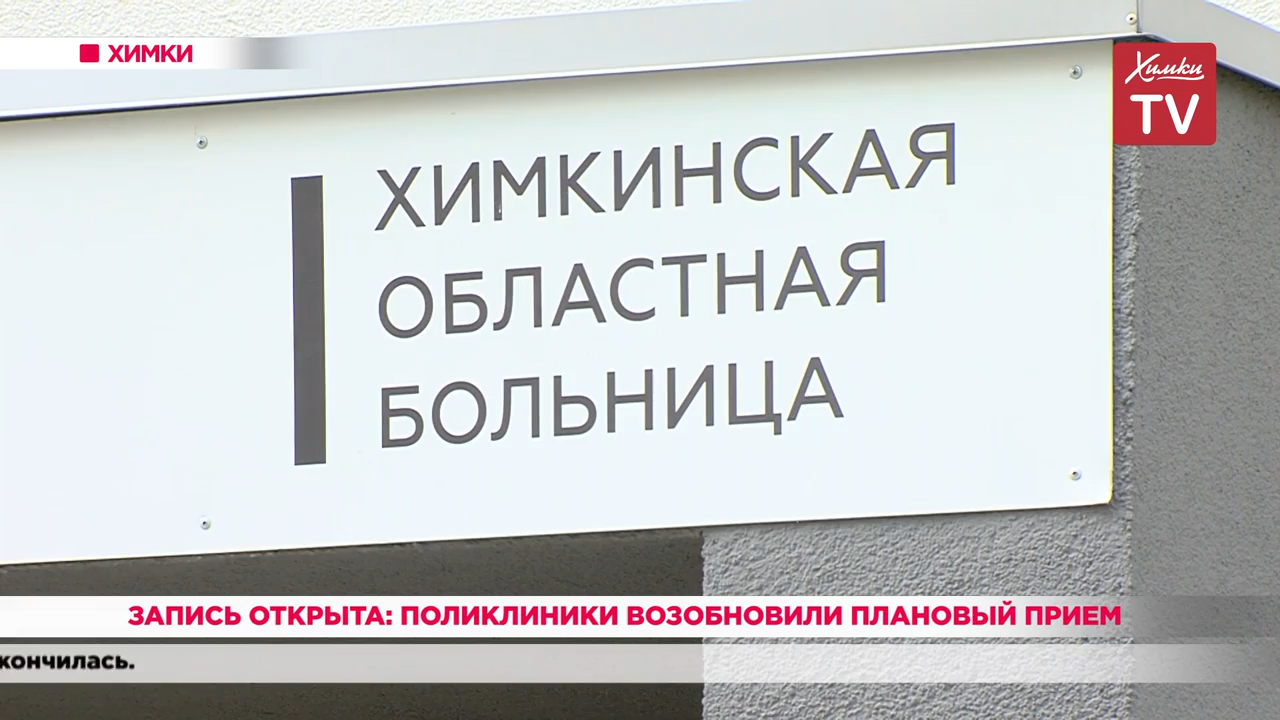 ХИМКИ
Химки
TV
ХИМКИНСКАЯ
ОБЛАСТНАЯ
БОЛЬНИЦА
ЗАПИСЬ ОТКРЫТА: ПОЛИКЛИНИКИ ВОЗОБНОВИЛИ ПЛАНОВЫЙ ПРИЕМ
кончилась.